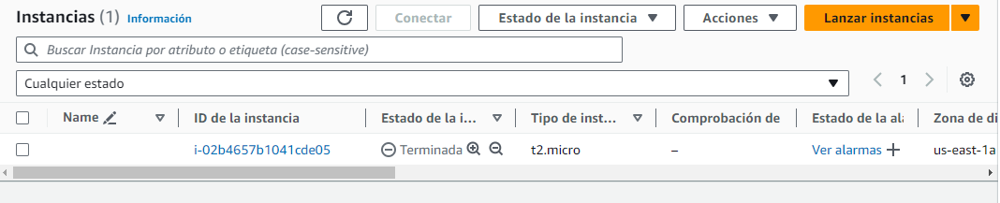 Instancias (1) Información Conectar Estado de la instancia Acciones Lanzar instancias
Buscar Instancia por atributo o etiqueta (case-sensitive)
Cualquier estado 1
Name ID de la instancia Estado de la i... Tipo de inst... Comprobación de Estado de la ala Zona de di
i-02b4657b1041cde05 Terminada t2.micro – Ver alarmas + us-east-1a